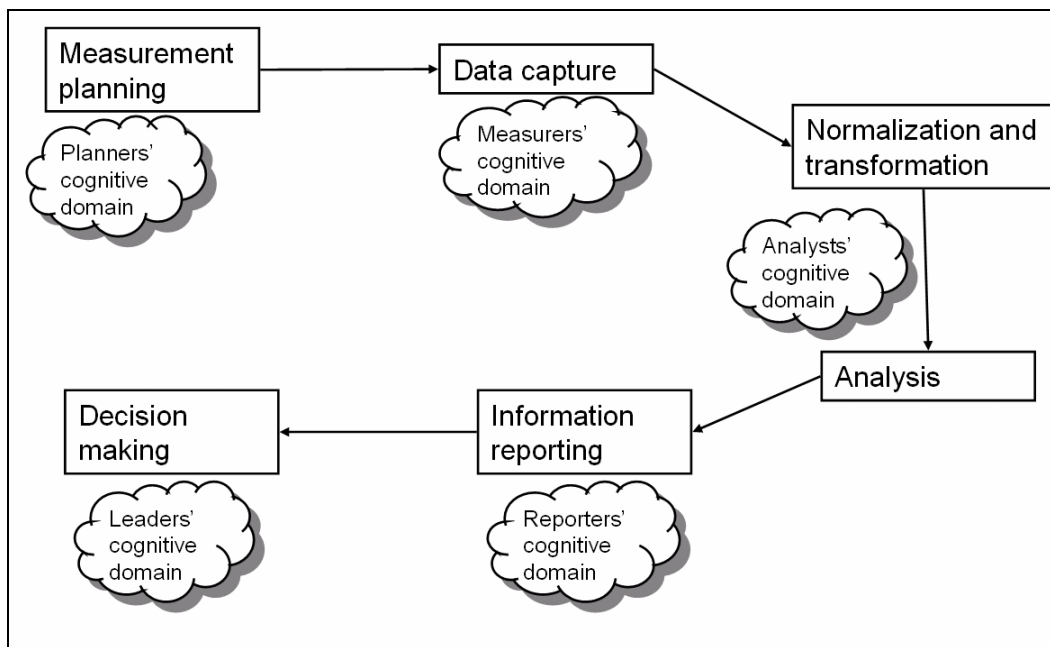 Measurement
planning
Planners’
cognitive
domain
Data capture
Measurers’
cognitive
domain
Normalization and
transformation
Analysts’
cognitive
domain
Analysis
Information
reporting
Reporters’
cognitive
domain
Decision
making
Leaders’
cognitive
domain